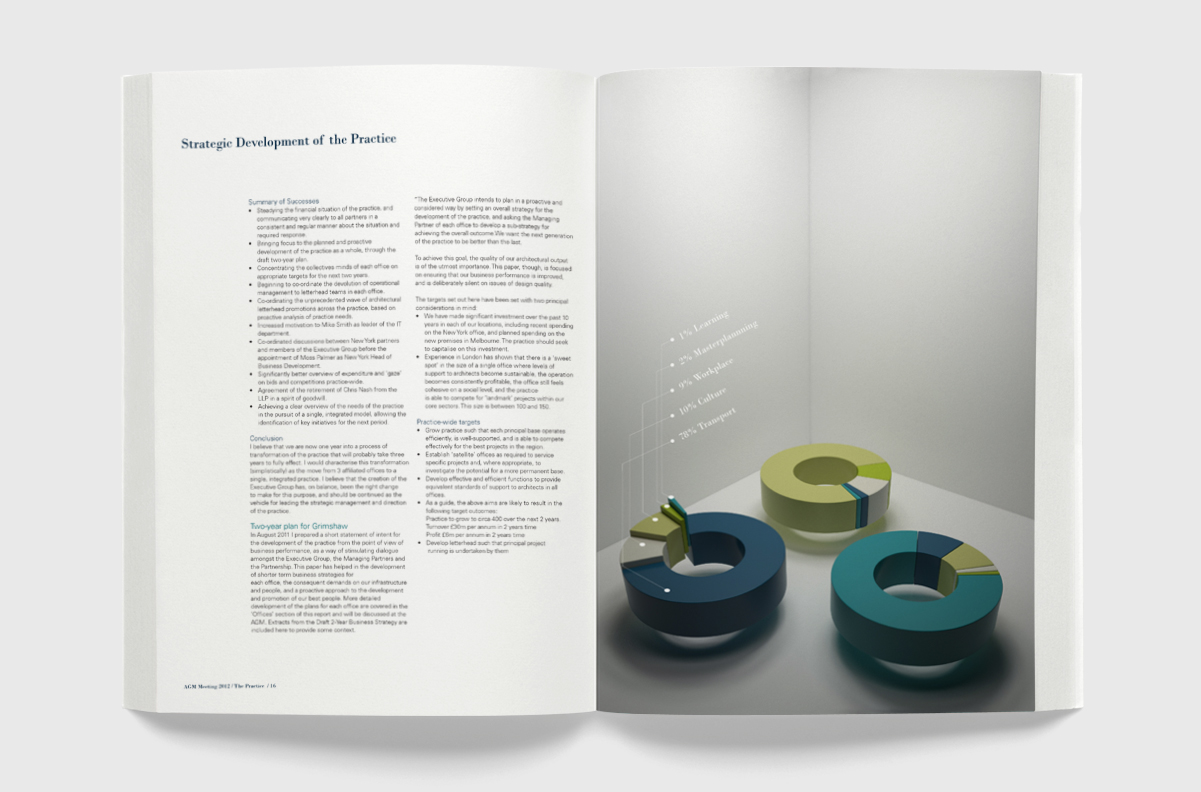 Strategic Development of the Practice
Summary of Successes
• Steadying the financial situation of the practice, and
communicating very clearly to all partners in a
consistent and regular manner about the situation and
required response.
• Bringing focus to the planned and proactive
development of the practice as a whole, through the
draft two-year plan.
• Concentrating the collectives minds of each office on
appropriate targets for the next two years.
• Beginning to co-ordinate the devolution of operational
management to letterhead teams in each office.
• Co-ordinating the unprecedented wave of architectural
letterhead promotions across the practice, based on
proactive analysis of practice needs.
• Increased motivation to Mike Smith as leader of the IT
department.
• Co-ordinated discussions between New York partners
and members of the Executive Group before the
appointment of Moss Palmer as New York Head of
Business Development.
• Significantly better overview of expenditure and 'gaze'
on bids and competitions practice-wide.
• Agreement of the retirement of Chris Nash from the
LLP in a spirit of goodwill.
• Achieving a clear overview of the needs of the practice
in the pursuit of a single, integrated model, allowing the
identification of key initiatives for the next period.
Conclusion
I believe that we are now one year into a process of
transformation of the practice that will probably take three
years to fully effect. I would characterise this transformation
(simplistically) as the move from 3 affiliated offices to a
single, integrated practice. I believe that the creation of the
Executive Group has, on balance, been the right change
to make for this purpose, and should be continued as the
vehicle for leading the strategic management and direction
of the practice.
Two-year plan for Grimshaw
In August 2011 I prepared a short statement of intent for
the development of the practice from the point of view of
business performance, as a way of stimulating dialogue
amongst the Executive Group, the Managing Partners and
the Partnership. This paper has helped in the development
of shorter term business strategies for
each office, the consequent demands on our infrastructure
and people, and a proactive approach to the development
and promotion of our best people. More detailed
development of the plans for each office are covered in the
'Offices' section of this report and will be discussed at the
AGM. Extracts from the Draft 2-Year Business Strategy are
included here to provide some context.
"The Executive Group intends to plan in a proactive and
considered way by setting an overall strategy for the
development of the practice, and asking the Managing
Partner of each office to develop a sub-strategy for
achieving the overall outcome. We want the next generation
of the practice to be better than the last.
To achieve this goal, the quality of our architectural output
is of the utmost importance. This paper, though, is focused
on ensuring that our business performance is improved,
and is deliberately silent on issues of design quality.
The targets set out here have been set with two principal
considerations in mind:
• We have made significant investment over the past 10
years in each of our locations, including recent spending
on the New York office, and planned spending on the
new premises in Melbourne. The practice should seek
to capitalise on this investment.
• Experience in London has shown that there is a 'sweet
spot' in the size of a single office where levels of
support to architects become sustainable, the operation
becomes consistently profitable, the office still feels
cohesive on a social level, and the practice
is able to compete for 'landmark' projects within our
core sectors. This size is between 100 and 150.
Practice-wide targets
• Grow practice such that each principal base operates
efficiently, is well-supported, and is able to compete
effectively for the best projects in the region.
• Establish 'satellite' offices as required to service
specific projects and, where appropriate, to
investigate the potential for a more permanent base.
• Develop effective and efficient functions to provide
equivalent standards of support to architects in all
offices.
• As a guide, the above aims are likely to result in the
following target outcomes:
Practice to grow to circa 400 over the next 2 years.
Turnover £50m per annum in 2 years time
Profit £6m per annum in 2 years time
• Develop letterhead such that principal project
running is undertaken by them
AGM Meeting 2012 / The Practice / 16
1% Learning
2% Masterplanning
9% Workplace
10% Culture
78% Transport